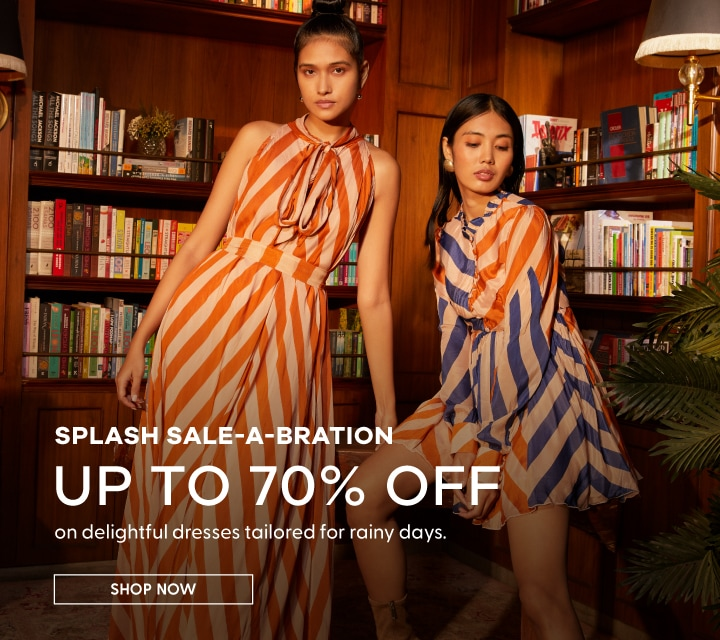 SPLASH SALE-A-BRATION
UP TO 70% OFF
on delightful dresses tailored for rainy days.
SHOP NOW